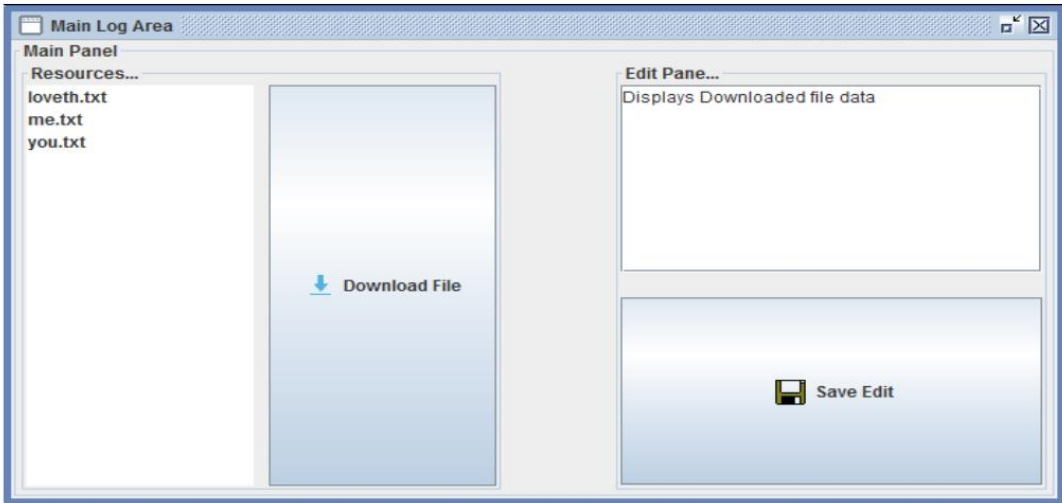 Main Log Area
Main Panel
Resources...
loveth.txt
me.txt
you.txt
Download File
Edit Pane...
Displays Downloaded file data
Save Edit